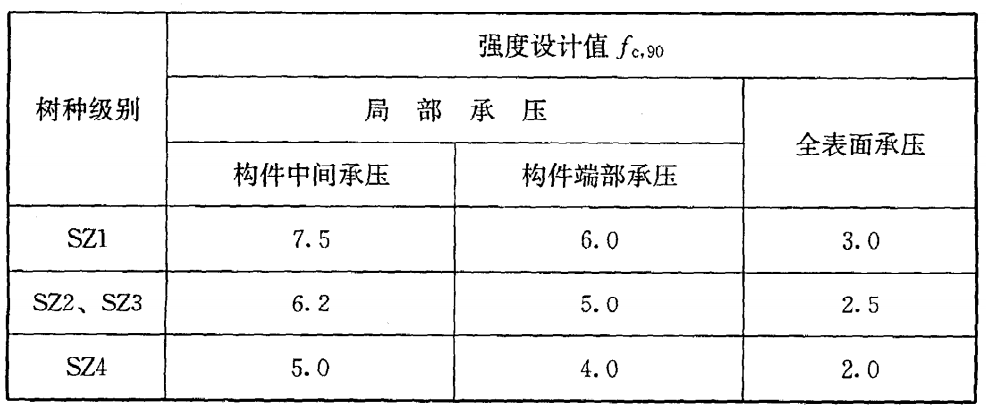 树种级别
强度设计值 fc,90
局 部 承 压
全表面承压
构件中间承压
构件端部承压
SZ1 7.5 6.0 3.0
SZ2、SZ3 6.2 5.0 2.5
SZ4 5.0 4.0 2.0